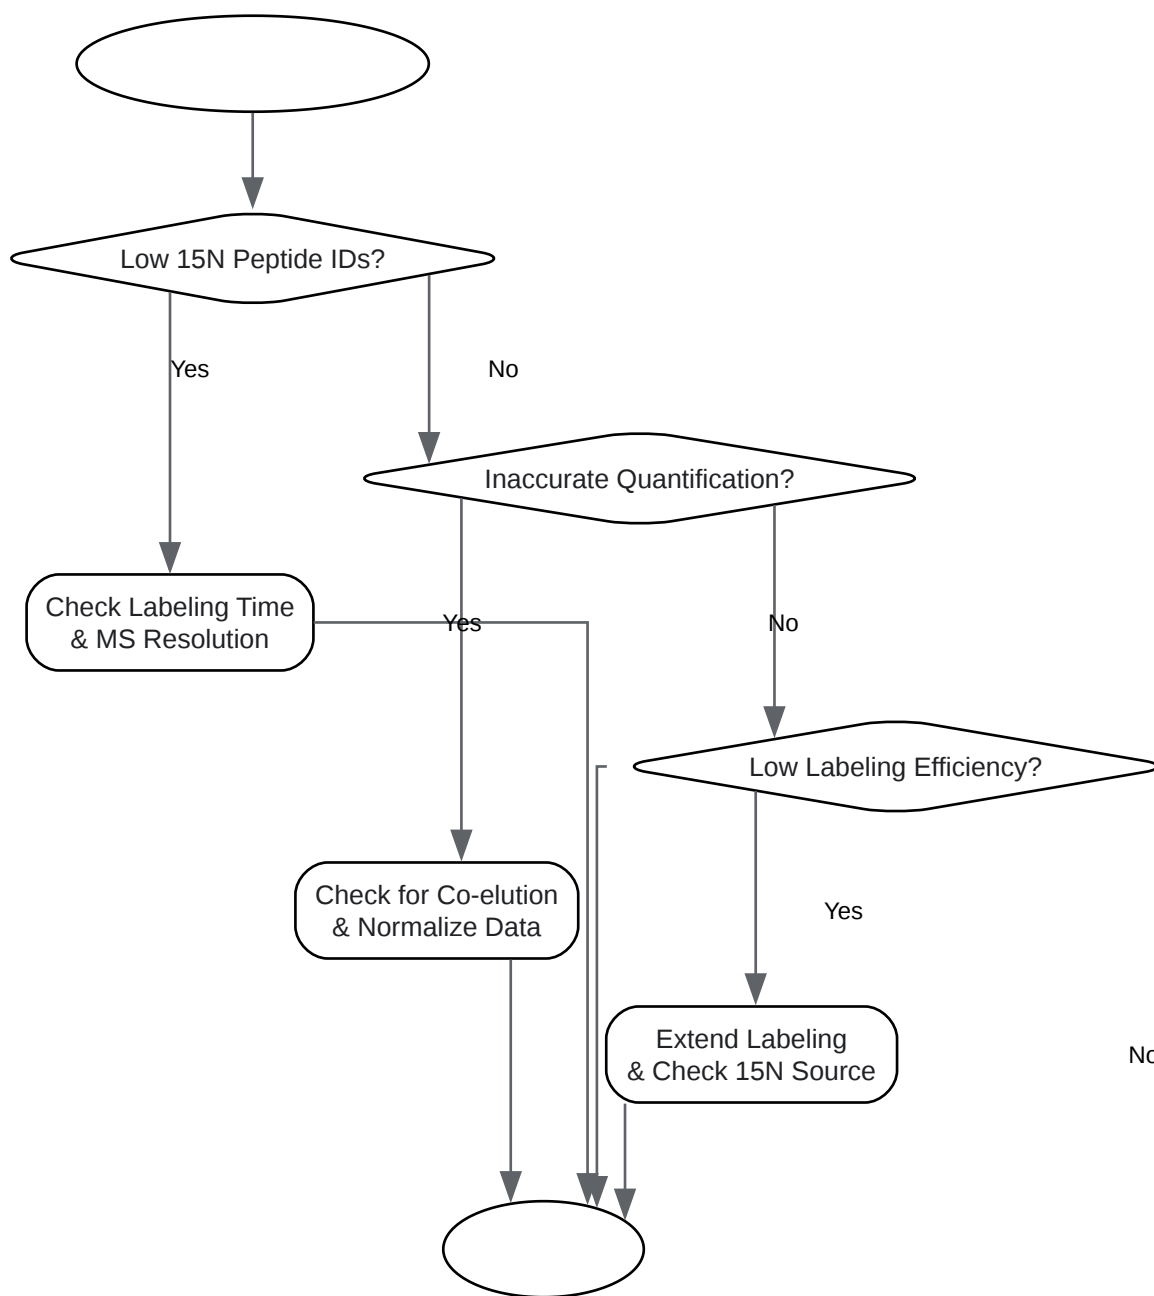 Low 15N Peptide IDs?
Yes
No
Inaccurate Quantification?
Check Labeling Time
& MS Resolution
Yes
No
Low Labeling Efficiency?
Check for Co-elution
& Normalize Data
Yes
Extend Labeling
& Check 15N Source
No